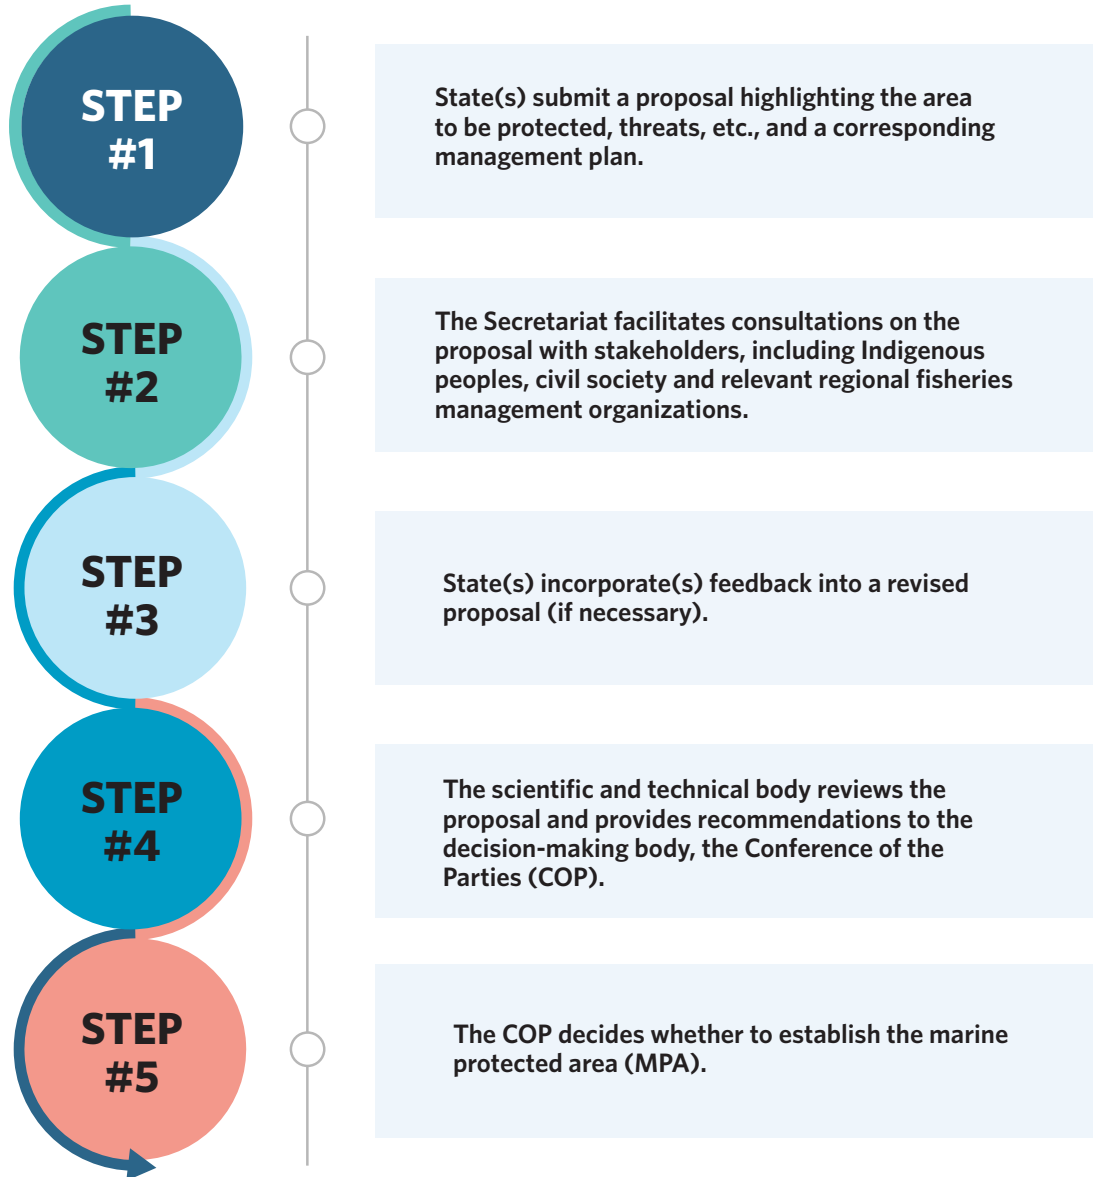 STEP
#1
State(s) submit a proposal highlighting the area
to be protected, threats, etc., and a corresponding
management plan.
STEP
#2
The Secretariat facilitates consultations on the
proposal with stakeholders, including Indigenous
peoples, civil society and relevant regional fisheries
management organizations.
STEP
#3
State(s) incorporate(s) feedback into a revised
proposal (if necessary).
STEP
#4
The scientific and technical body reviews the
proposal and provides recommendations to the
decision-making body, the Conference of the
Parties (COP).
STEP
#5
The COP decides whether to establish the marine
protected area (MPA).